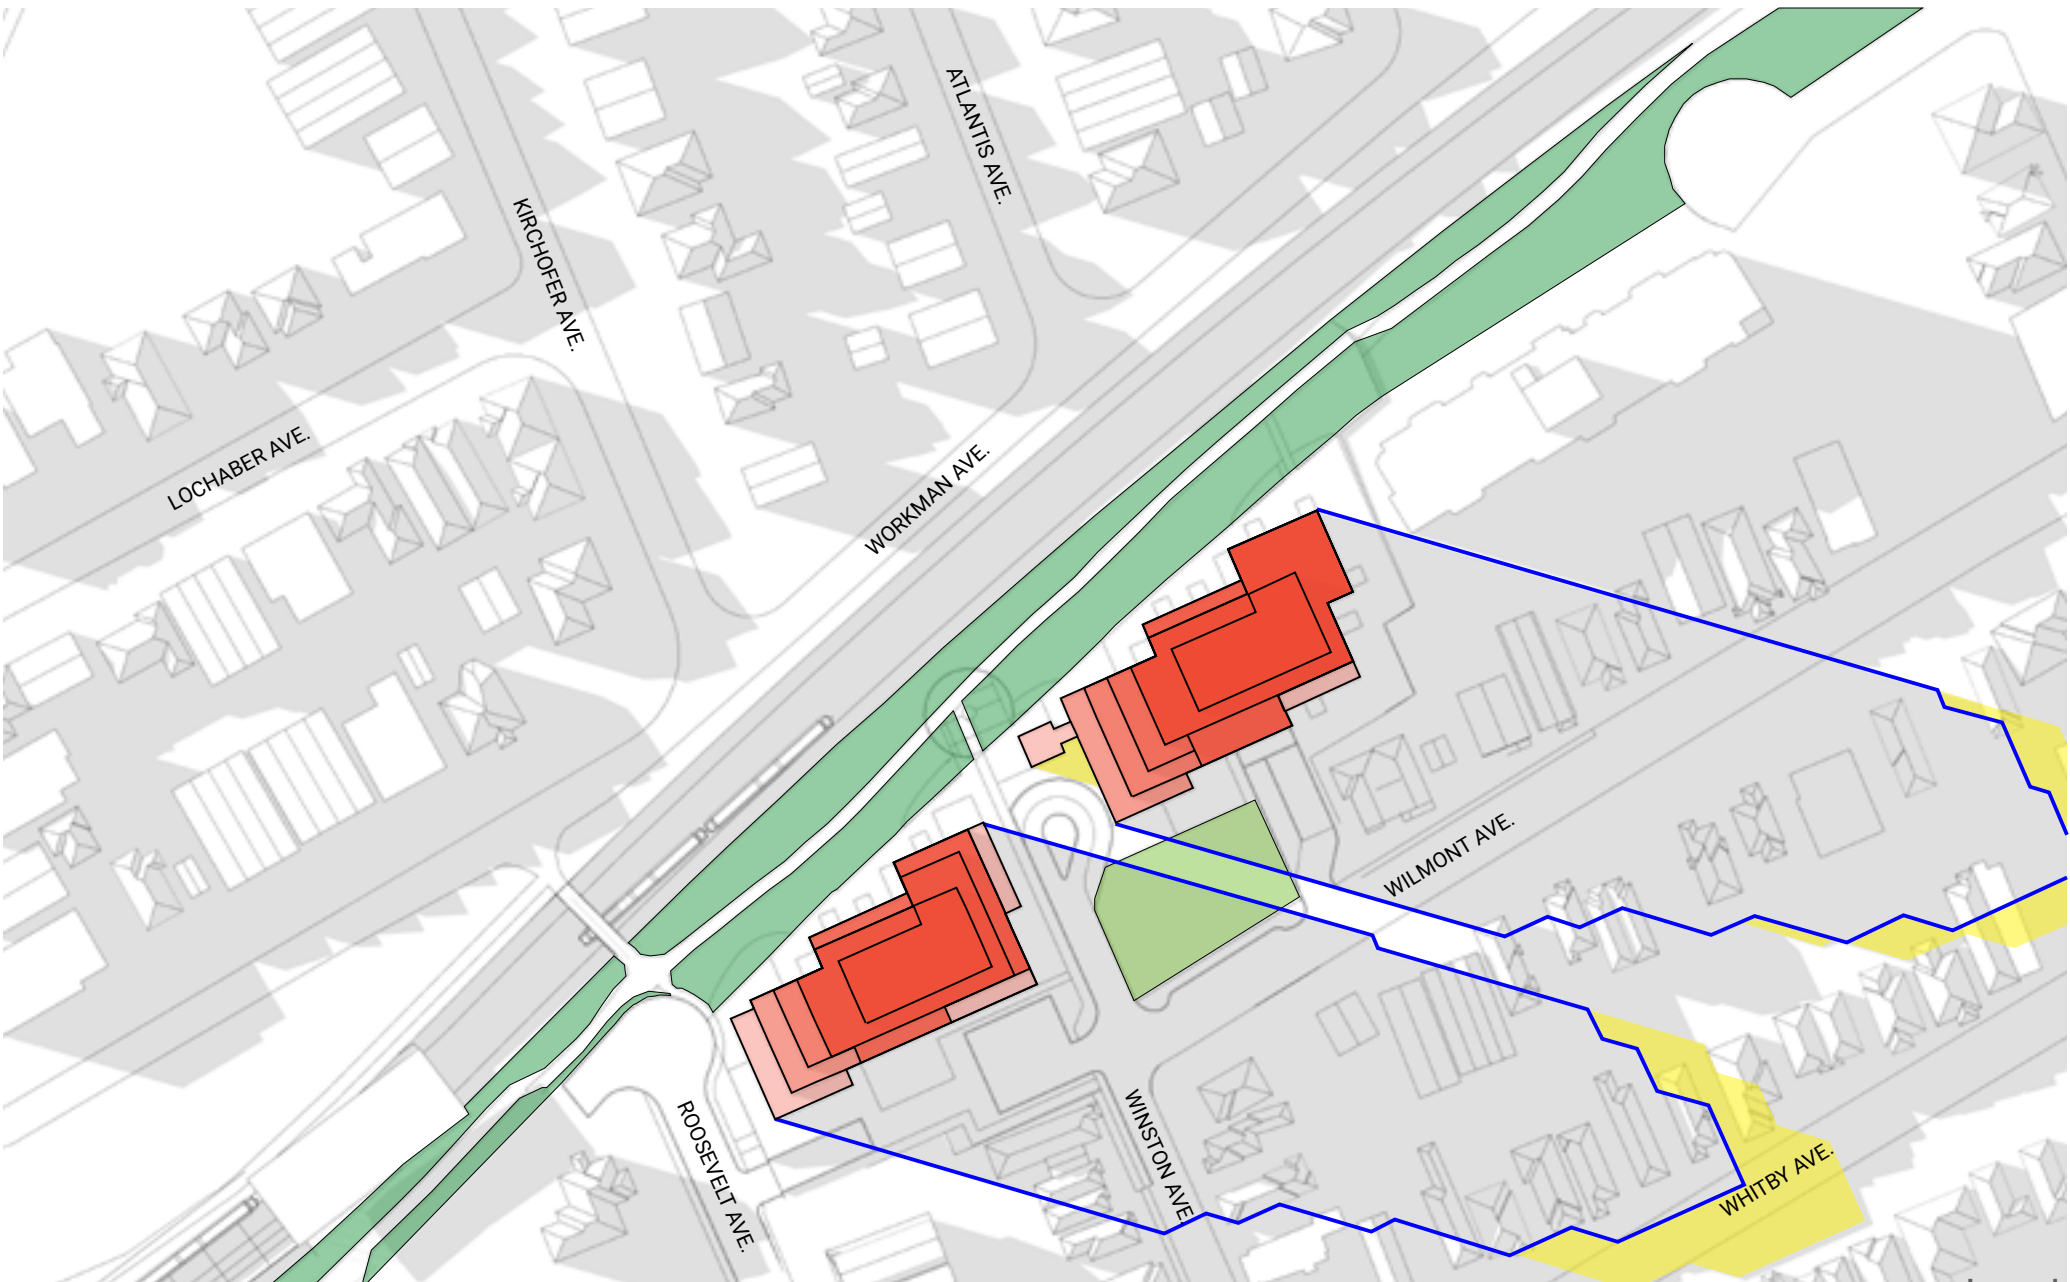 ATLANTIS AVE.
KIRCHOFER AVE.
LOCHABER AVE.
WORKMAN AVE.
WILMONT AVE.
ROOSEVELT AVE.
WINSTON AVE.
WHITBY AVE.